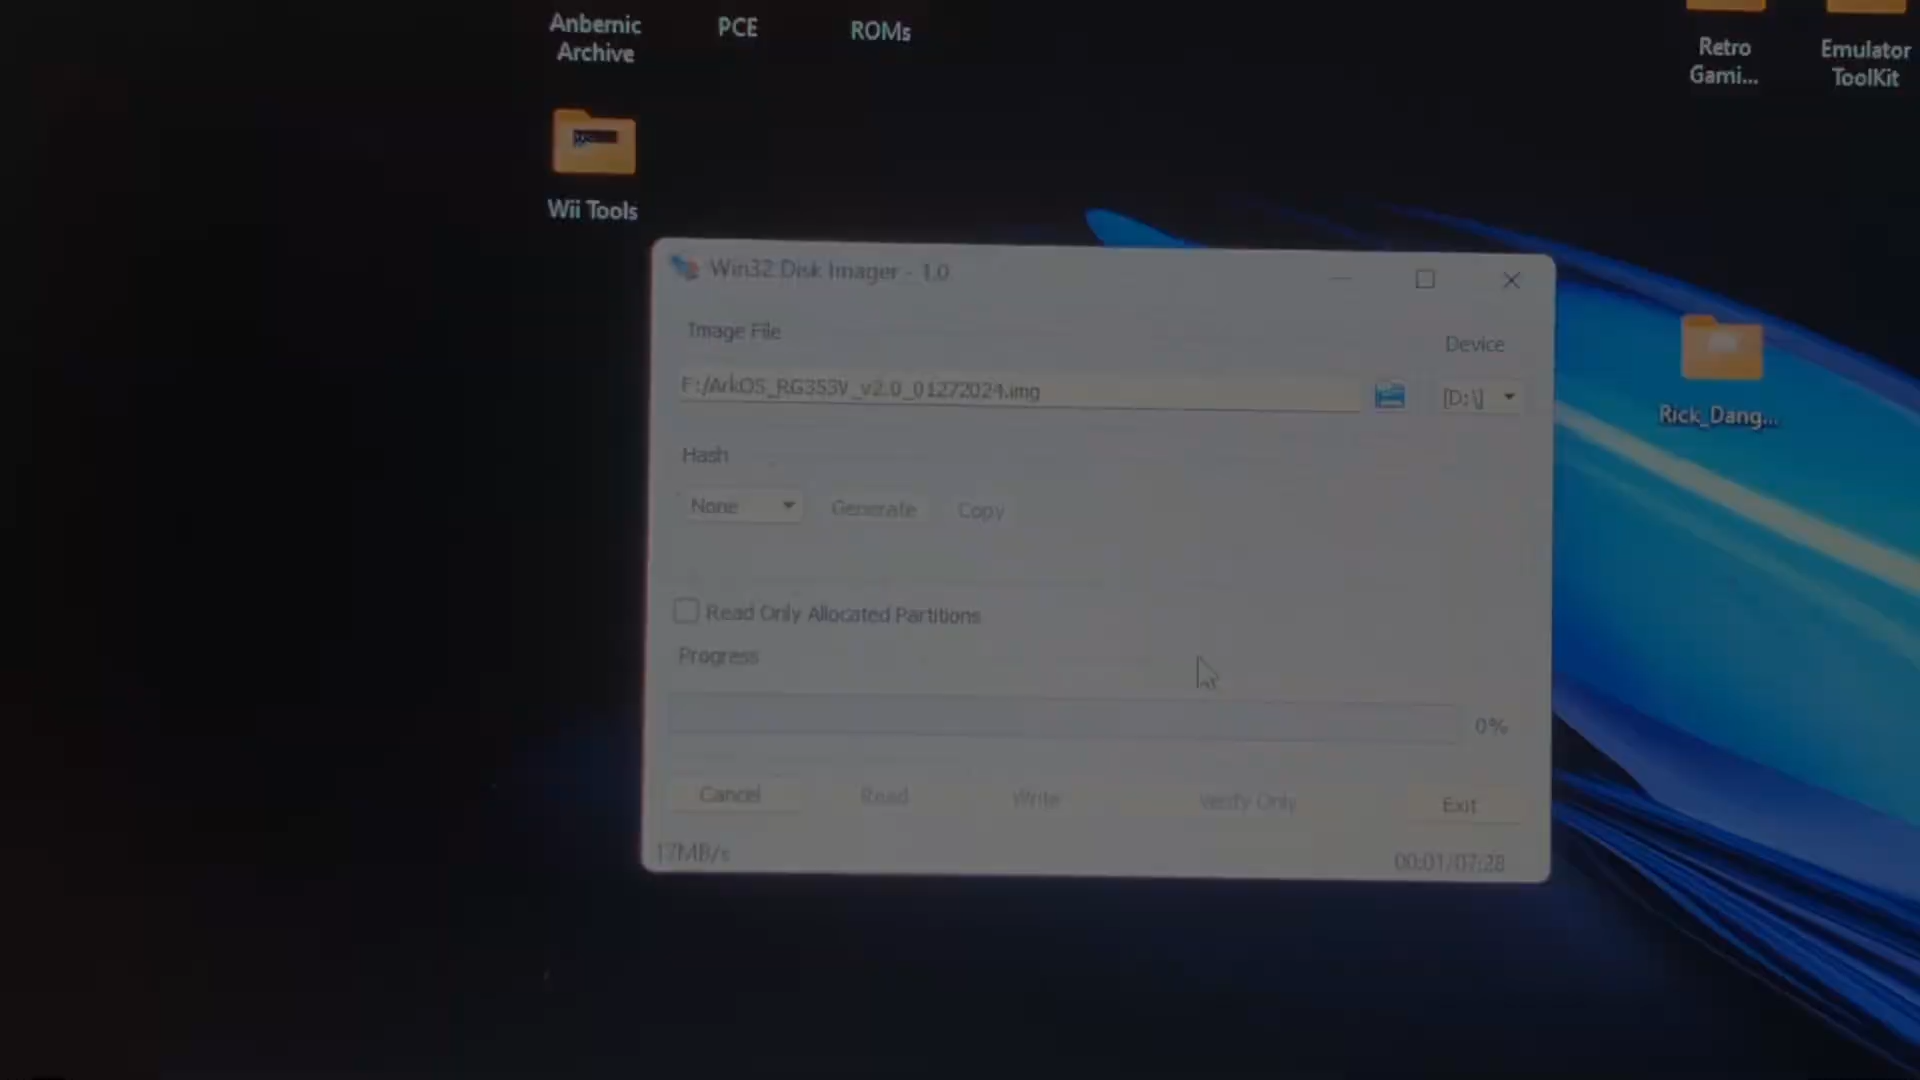 Anbernic
Archive
PCE
ROMs
Retro
Gami...
Emulator
ToolKit
Wii Tools
Win32 Disk Imager - 1.0
Image File
Device
F:/ArkOS_RG353V_v2.0_01272024.img
[D:\]
Rick_Dang...
Hash
None
Generate
Copy
Read Only Allocated Partitions
Progress
0%
Cancel
Read
Write
Verify Only
Exit
17MB/s
00:01/07:28